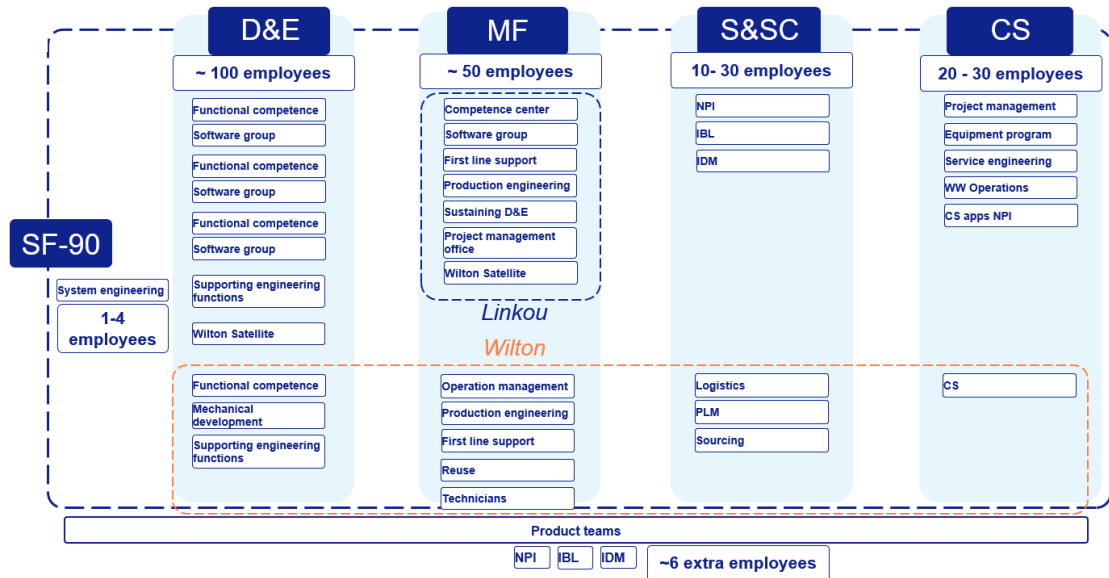 D&E
MF
S&SC
CS
~ 100 employees
~ 50 employees
10- 30 employees
20 - 30 employees
Functional competence
Software group
Functional competence
Software group
Functional competence
Software group
Supporting engineering
functions
Wilton Satellite
Competence center
Software group
First line support
Production engineering
Sustaining D&E
Project management
office
Wilton Satellite
NPI
IBL
IDM
Project management
Equipment program
Service engineering
WW Operations
CS apps NPI
SF-90
System engineering
1-4
employees
Linkou
Wilton
Functional competence
Mechanical
development
Supporting engineering
functions
Operation management
Production engineering
First line support
Reuse
Technicians
Logistics
PLM
Sourcing
CS
Product teams
NPI
IBL
IDM
~6 extra employees